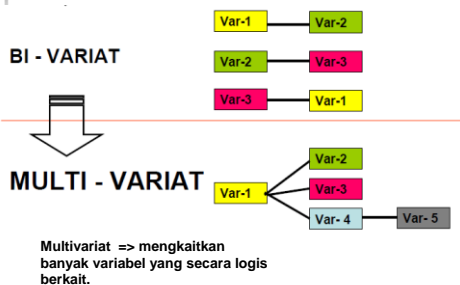 Var-1 Var-2
BI - VARIAT
Var-2 Var-3
Var-3 Var-1
Var-2
MULTI - VARIAT
Var-1
Var-3
Var- 4 Var- 5
Multivariat => mengkaitkan
banyak variabel yang secara logis
berkait.